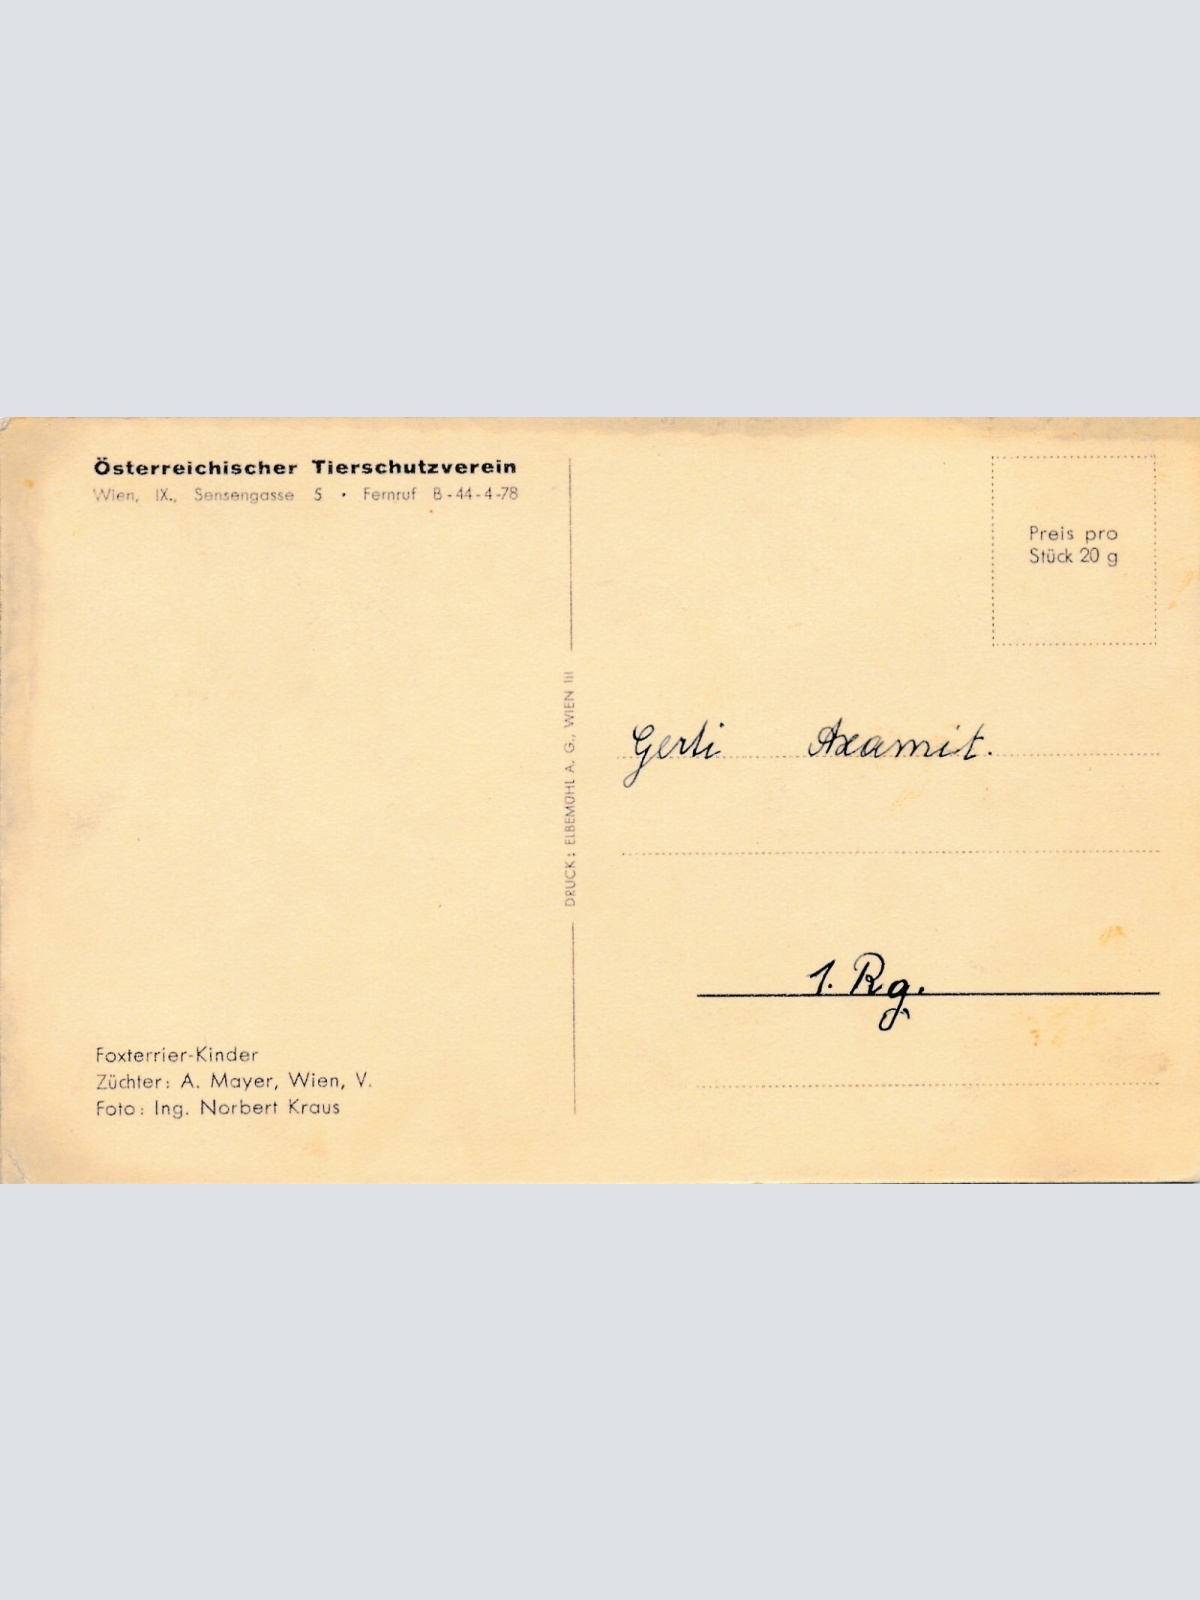 Österreichischer Tierschutzverein
Wien, IX., Sensengasse 5 • Fernruf B-44-4-78
Preis pro
Stück 20 g
DRUCK: ELBEMÜHL A. G., WIEN III
Gerti Axamit.
1. Rg.
Foxterrier-Kinder
Züchter: A. Mayer, Wien, V.
Foto: Ing. Norbert Kraus